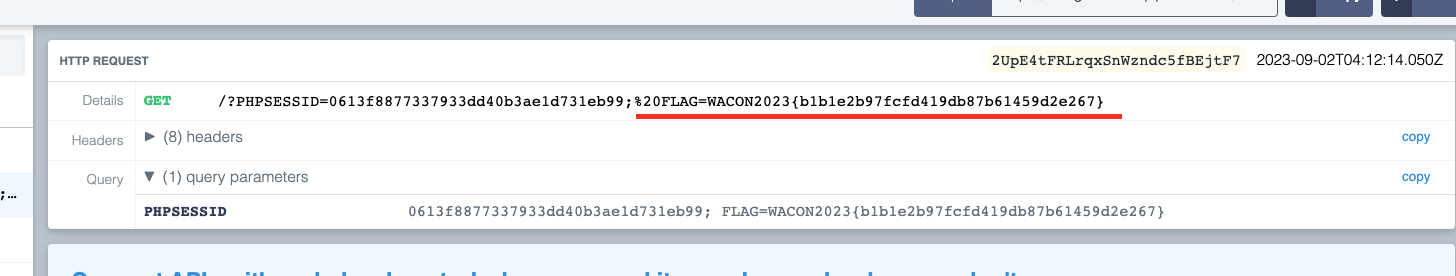 HTTP REQUEST 2UpE4tFRLrqxSnWzndc5fBEjtF7 2023-09-02T04:12:14.050Z
Details GET /?PHPSESSID=0613f8877337933dd40b3ae1d731eb99;%20FLAG=WACON2023{b1b1e2b97fcfd419db87b61459d2e267}
Headers ▶ (8) headers copy
Query ▼ (1) query parameters copy
;…
PHPSESSID 0613f8877337933dd40b3ae1d731eb99; FLAG=WACON2023{b1b1e2b97fcfd419db87b61459d2e267}